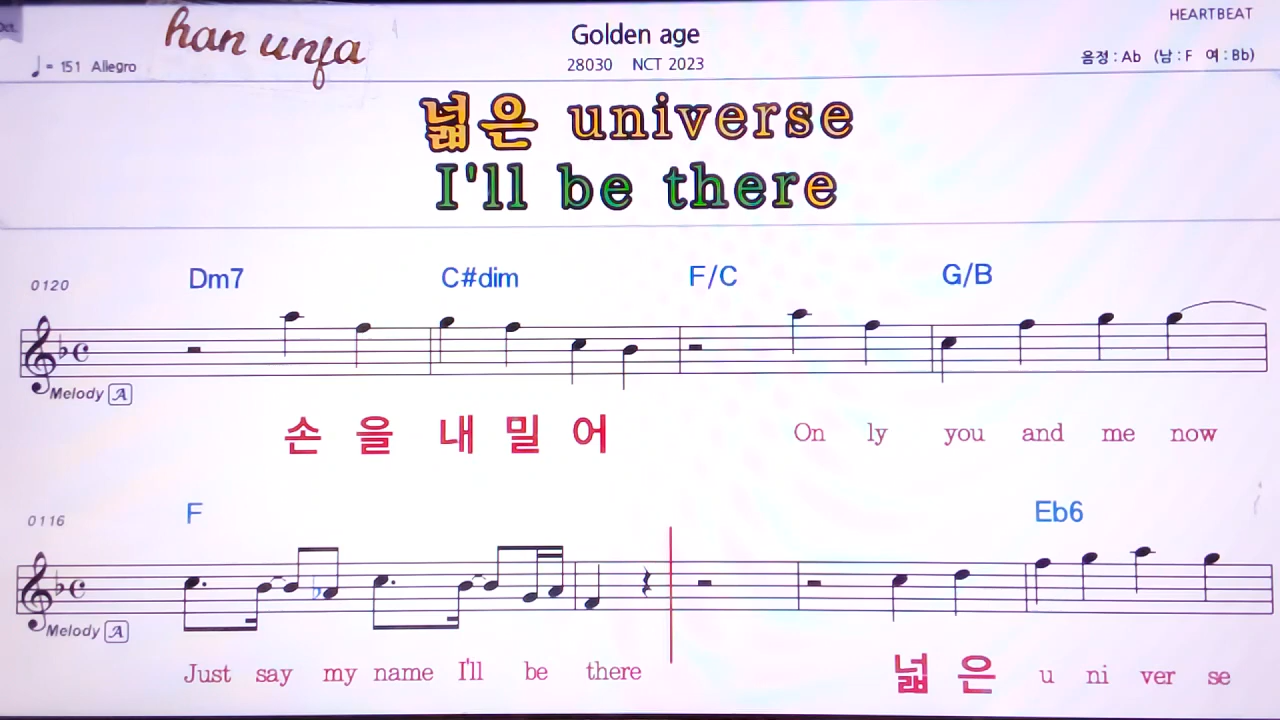 Oct.
han unfa
Golden age
HEARTBEAT
♩= 151 Allegro
28030 NCT 2023
음정 : Ab (남 : F 여 : Bb)
넓은 universe
I'll be there
0120
Dm7 C#dim F/C G/B
Melody A
손 을 내 밀 어 On ly you and me now
0116
F Eb6
Melody A
Just say my name I'll be there 넓 은 u ni ver se